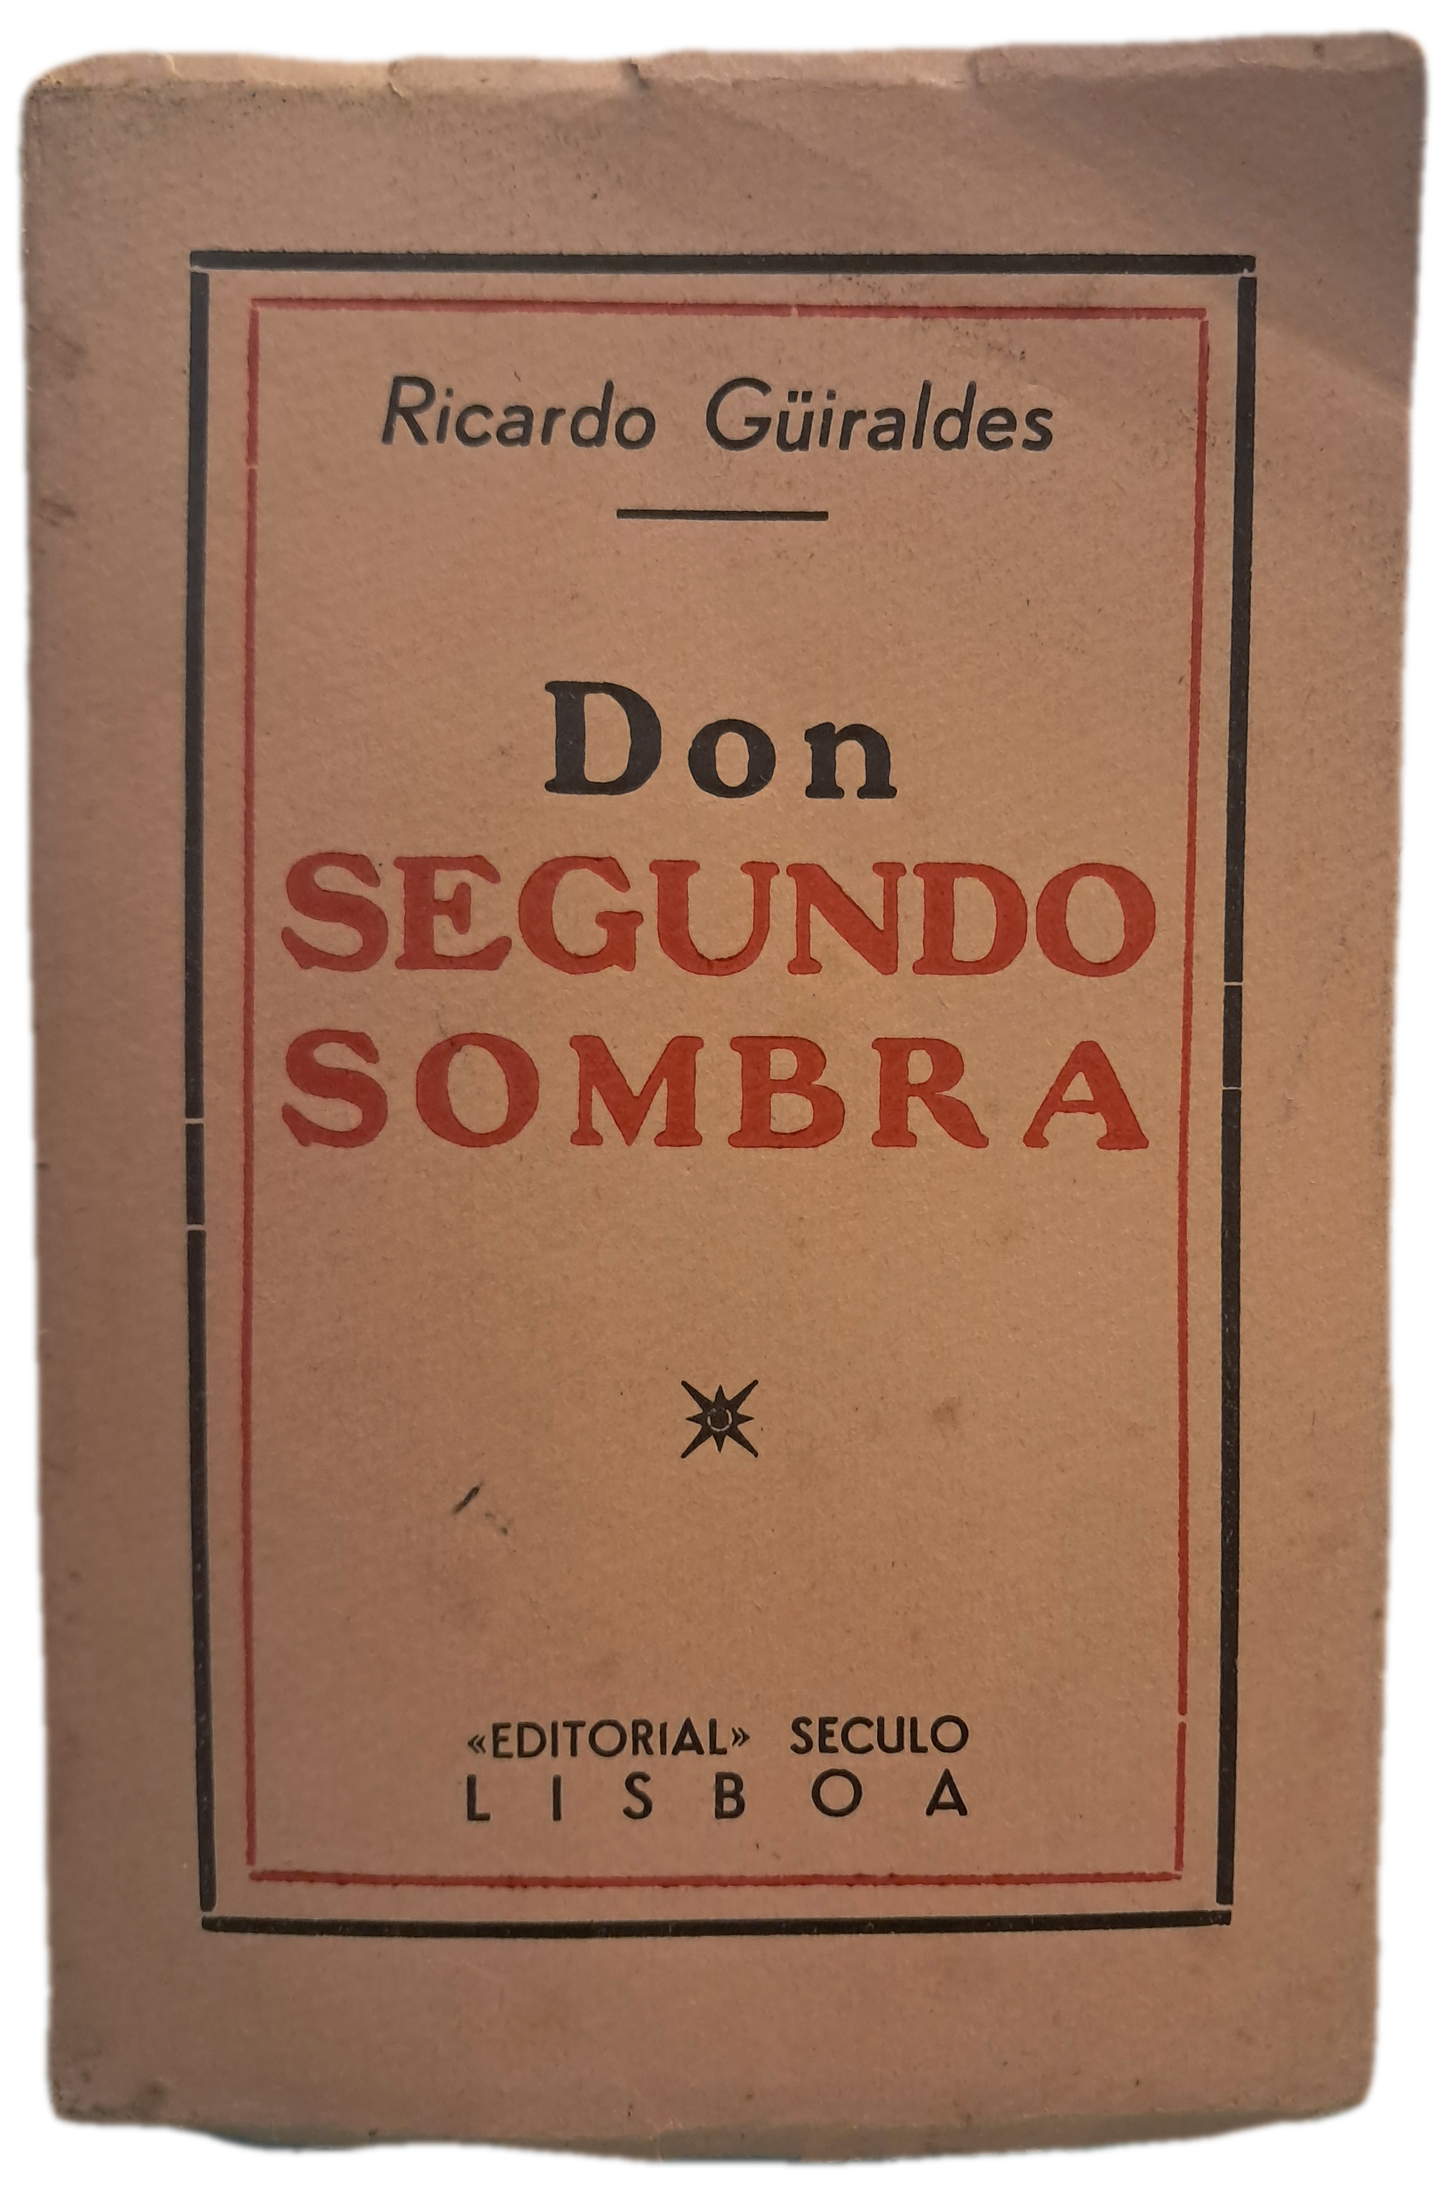 Ricardo Güiraldes
Don
SEGUNDO
SOMBRA
«EDITORIAL» SECULO
LISBOA